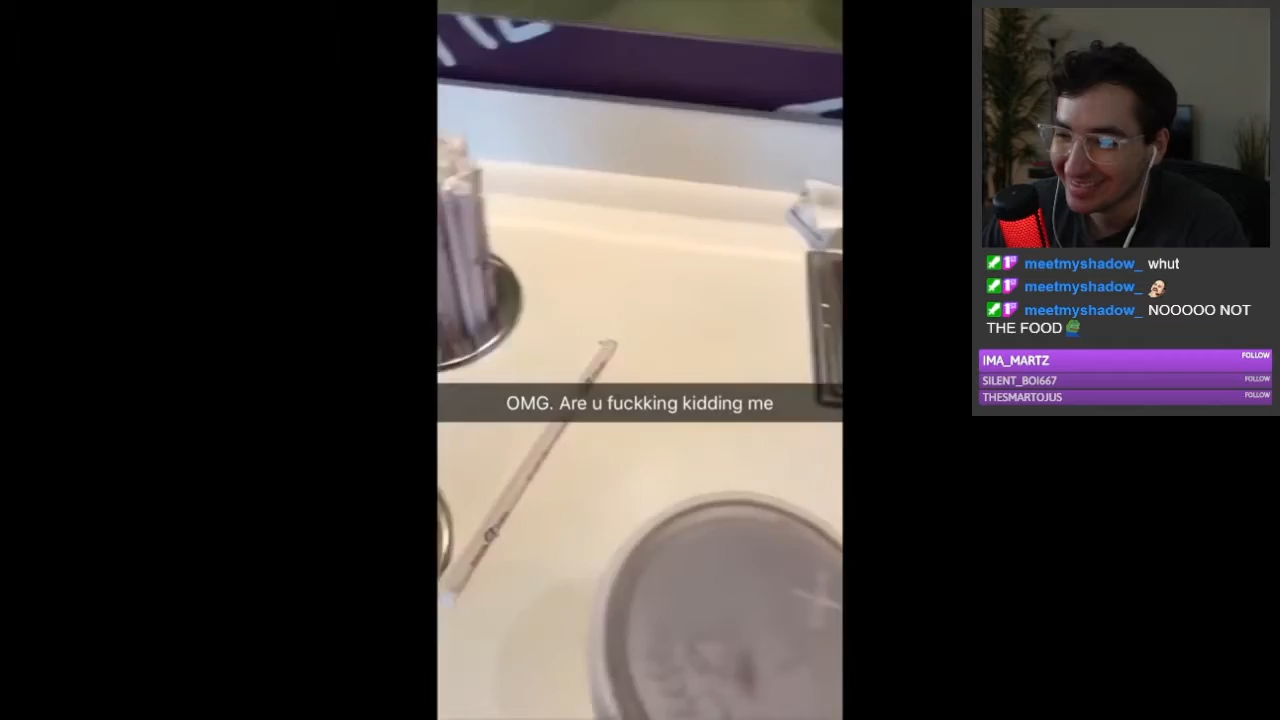 OMG. Are u fuckking kidding me
meetmyshadow_ whut
meetmyshadow_
meetmyshadow_ NOOOOO NOT
THE FOOD
IMA_MARTZ FOLLOW
SILENT_BOI667 FOLLOW
THESMARTOJUS FOLLOW